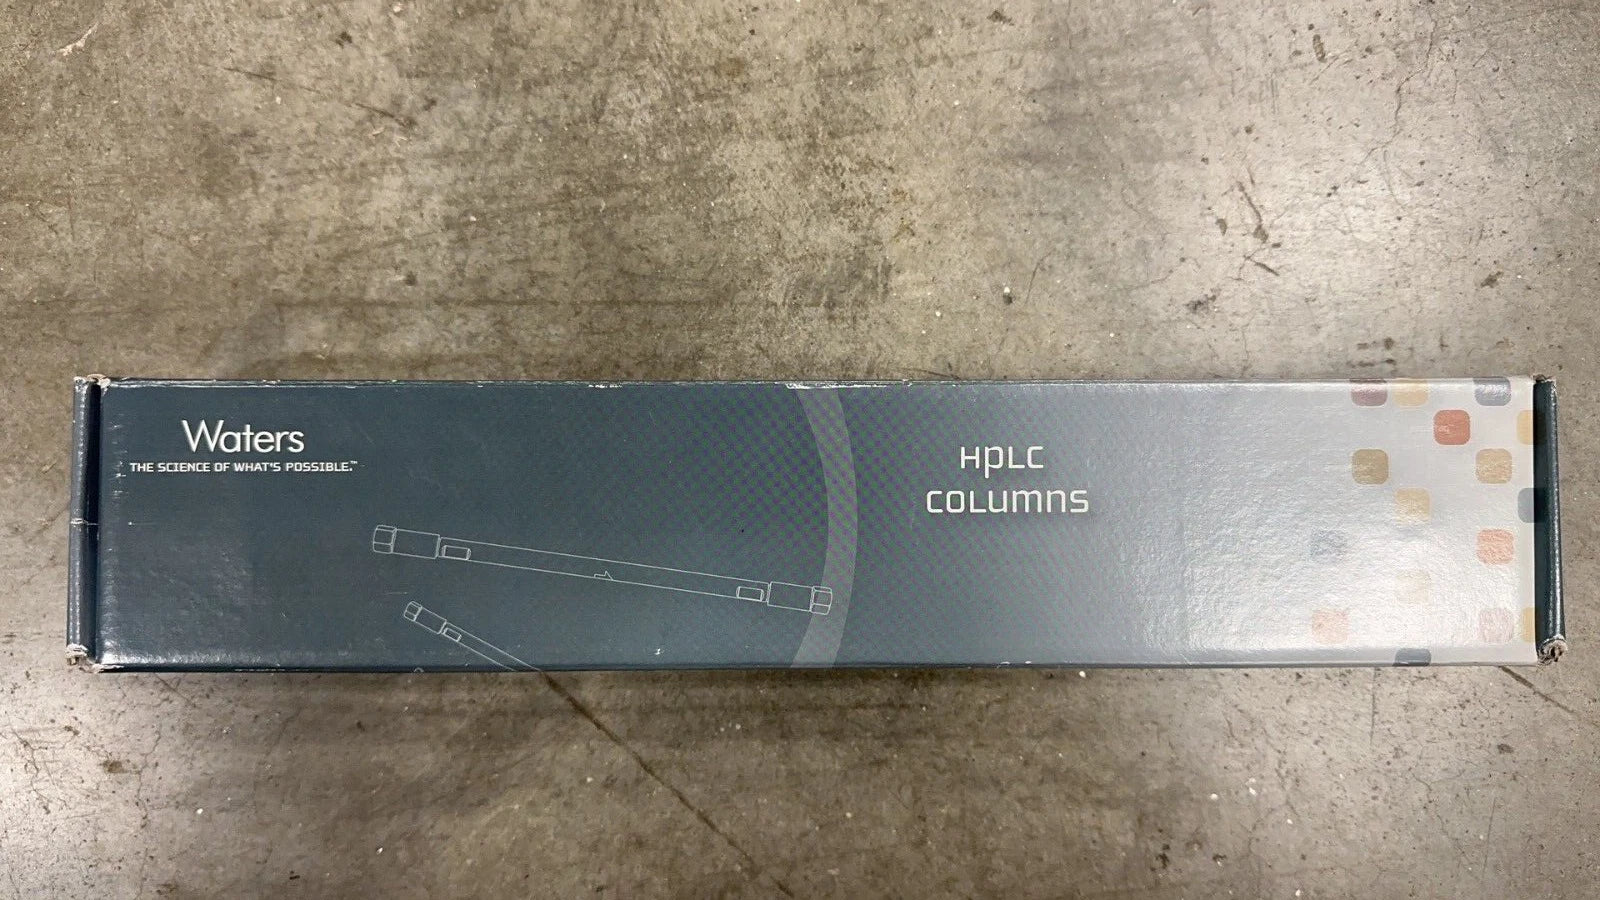 Waters
THE SCIENCE OF WHAT'S POSSIBLE.™
HPLC
COLUMNS